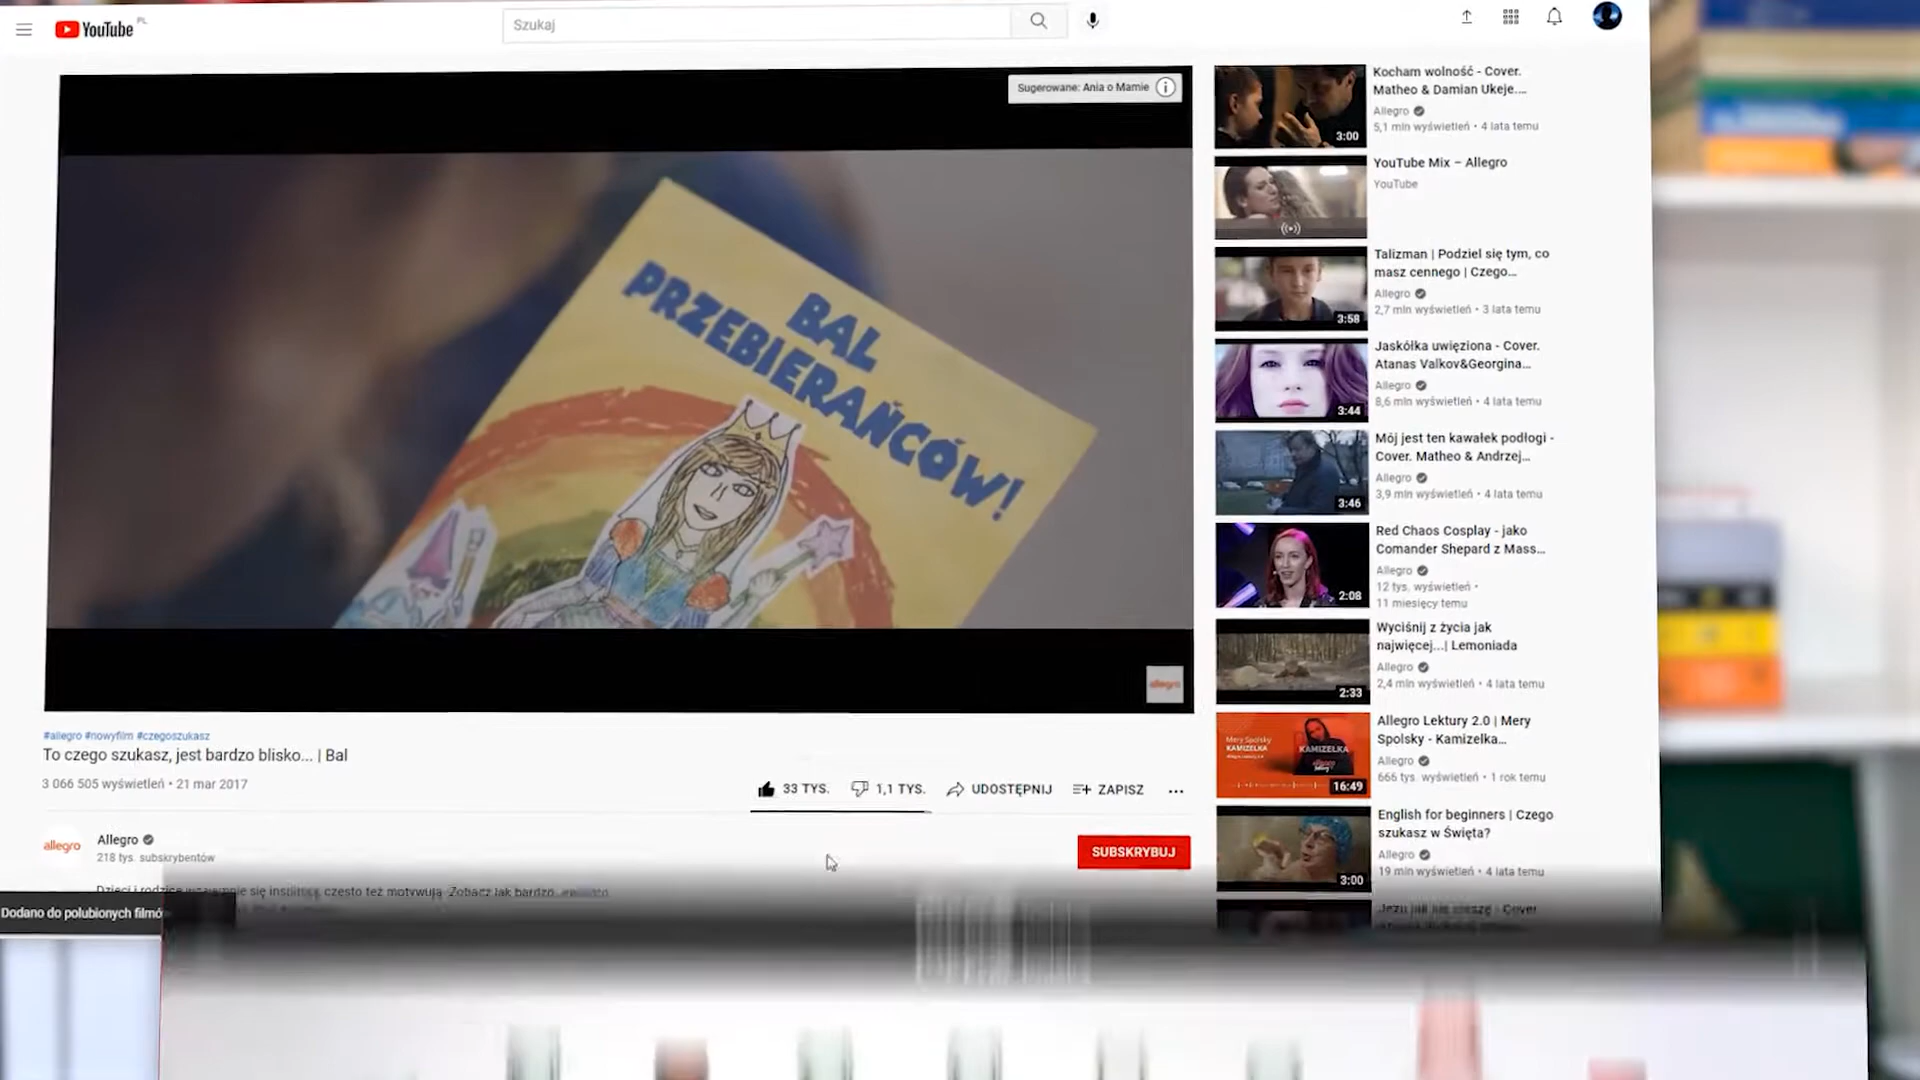 YouTube PL
Szukaj
Sugerowane: Ania o Mamie
BAL
PRZEBIERAŃCÓW!
allegro
#allegro #nowyfilm #czegoszukasz
To czego szukasz, jest bardzo blisko... | Bal
3 066 505 wyświetleń • 21 mar 2017
33 TYS.
1,1 TYS.
UDOSTĘPNIJ
ZAPISZ
allegro
Allegro
218 tys. subskrybentów
SUBSKRYBUJ
Dodano do polubionych filmów
Kocham wolność - Cover.
Matheo & Damian Ukeje....
Allegro
5,1 mln wyświetleń • 4 lata temu
3:00
YouTube Mix – Allegro
YouTube
Talizman | Podziel się tym, co
masz cennego | Czego...
Allegro
2,7 mln wyświetleń • 3 lata temu
3:58
Jaskółka uwięziona - Cover.
Atanas Valkov&Georgina...
Allegro
8,6 mln wyświetleń • 4 lata temu
3:44
Mój jest ten kawałek podłogi -
Cover. Matheo & Andrzej...
Allegro
3,9 mln wyświetleń • 4 lata temu
3:46
Red Chaos Cosplay - jako
Comander Shepard z Mass...
Allegro
12 tys. wyświetleń •
11 miesięcy temu
2:08
Wyciśnij z życia jak
najwięcej...| Lemoniada
Allegro
2,4 mln wyświetleń • 4 lata temu
2:33
Allegro Lektury 2.0 | Mery
Spolsky - Kamizelka...
Allegro
666 tys. wyświetleń • 1 rok temu
Mery Spolsky
KAMIZELKA
KAMIZELKA
16:49
English for beginners | Czego
szukasz w Święta?
Allegro
19 mln wyświetleń • 4 lata temu
3:00